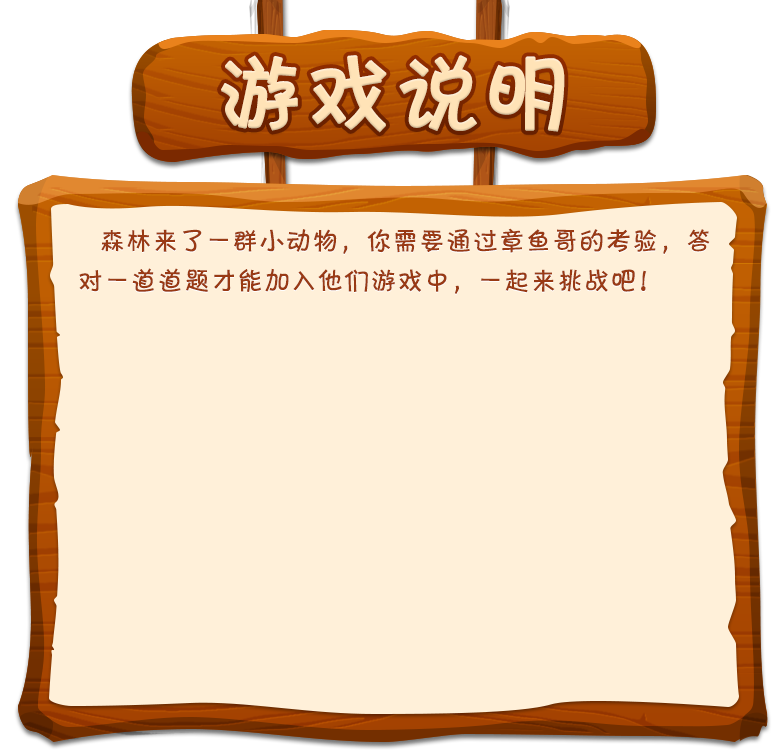 游戏说明
森林来了一群小动物，你需要通过章鱼哥的考验，答
对一道道题才能加入他们游戏中，一起来挑战吧！